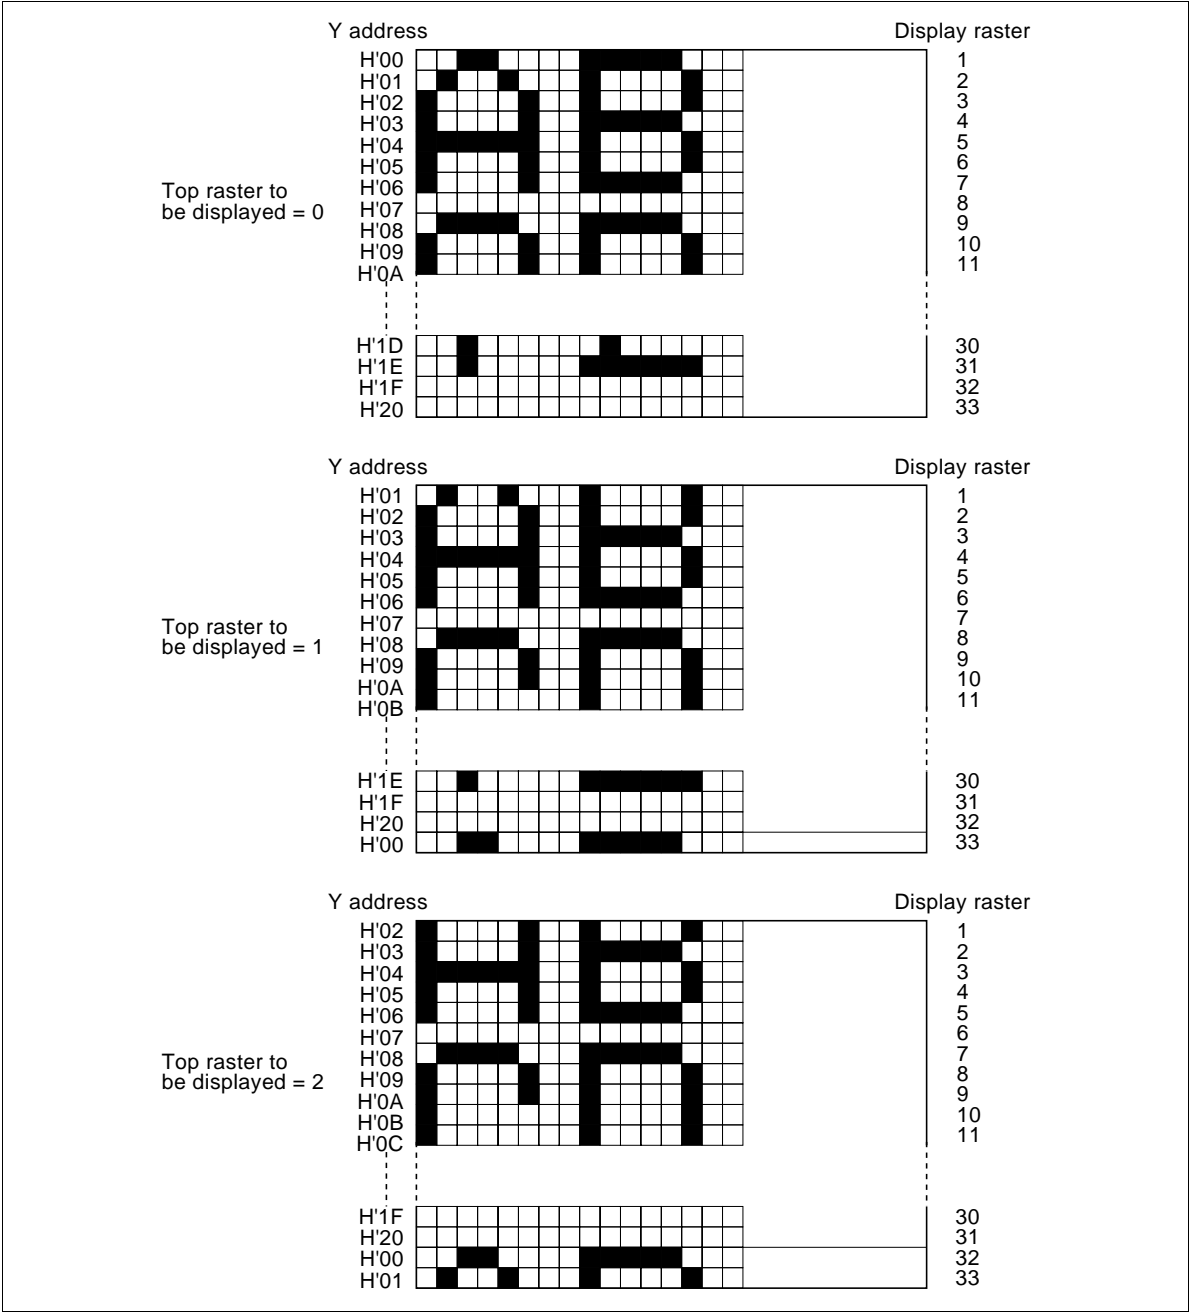 Y address Display raster
H'00 1
H'01 2
H'02 3
H'03 4
H'04 5
H'05 6
Top raster to
be displayed = 0
H'06 7
H'07 8
H'08 9
H'09 10
H'0A 11
H'1D 30
H'1E 31
H'1F 32
H'20 33
Y address Display raster
H'01 1
H'02 2
H'03 3
H'04 4
H'05 5
H'06 6
Top raster to
be displayed = 1
H'07 7
H'08 8
H'09 9
H'0A 10
H'0B 11
H'1E 30
H'1F 31
H'20 32
H'00 33
Y address Display raster
H'02 1
H'03 2
H'04 3
H'05 4
H'06 5
H'07 6
Top raster to
be displayed = 2
H'08 7
H'09 8
H'0A 9
H'0B 10
H'0C 11
H'1F 30
H'20 31
H'00 32
H'01 33